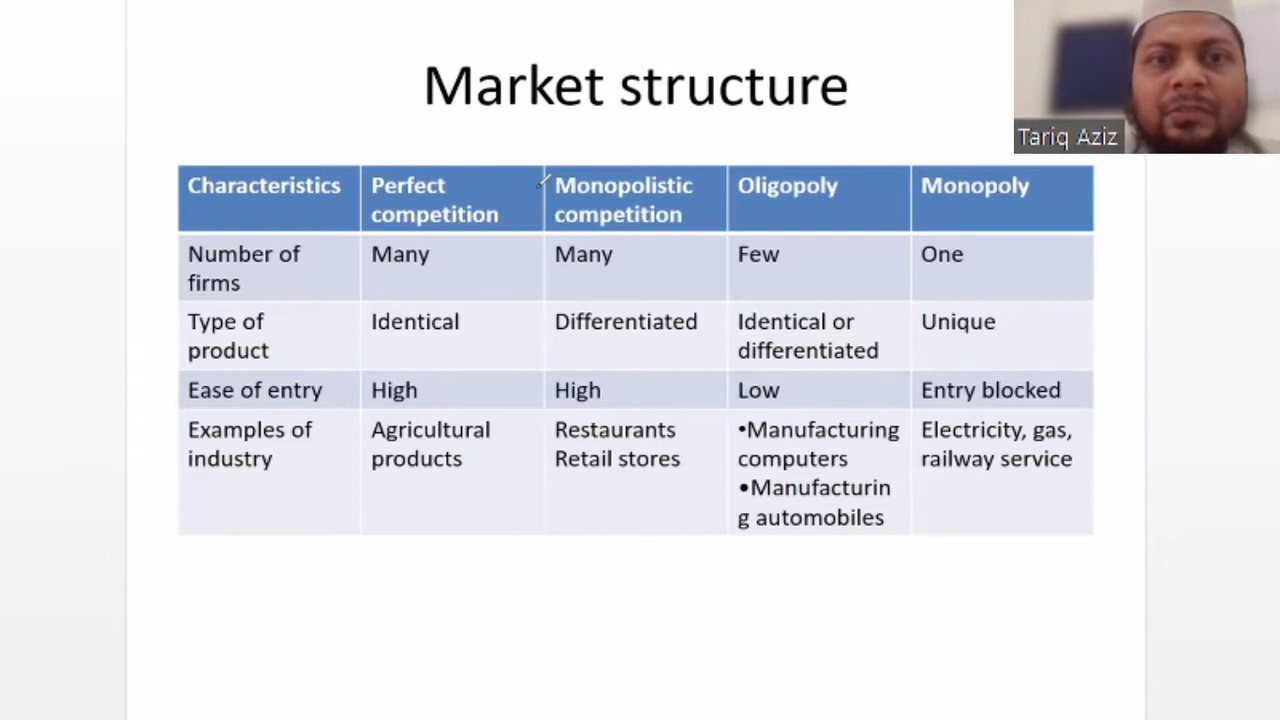 Market structure
Tariq Aziz
Characteristics
Perfect
competition
Monopolistic
competition
Oligopoly
Monopoly
Number of
firms
Many
Many
Few
One
Type of
product
Identical
Differentiated
Identical or
differentiated
Unique
Ease of entry
High
High
Low
Entry blocked
Examples of
industry
Agricultural
products
Restaurants
Retail stores
•Manufacturing
computers
•Manufacturin
g automobiles
Electricity, gas,
railway service